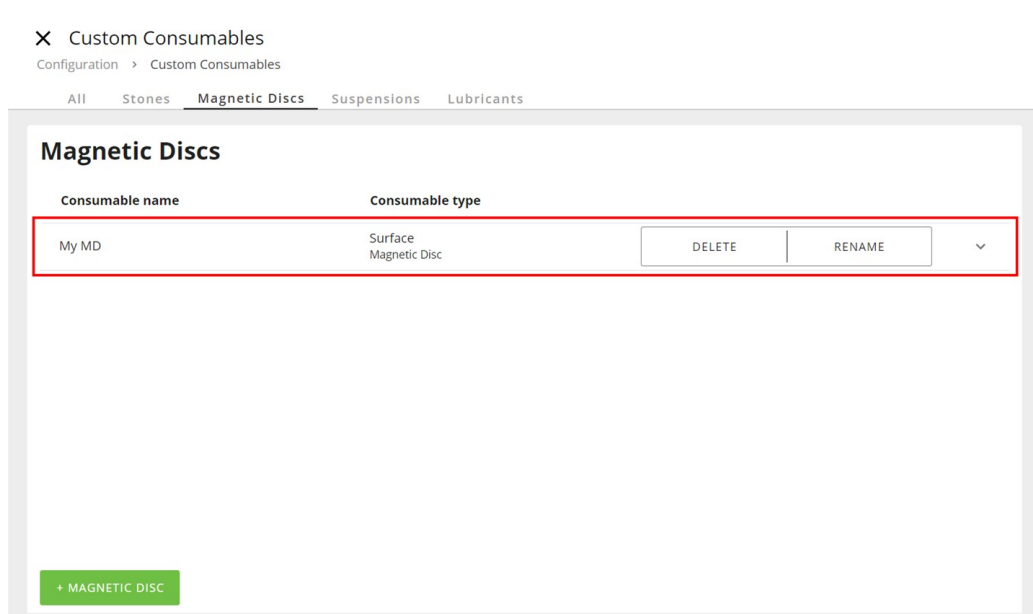 Custom Consumables
Configuration > Custom Consumables
All Stones Magnetic Discs Suspensions Lubricants
Magnetic Discs
Consumable name Consumable type
My MD Surface DELETE RENAME
Magnetic Disc
+ MAGNETIC DISC